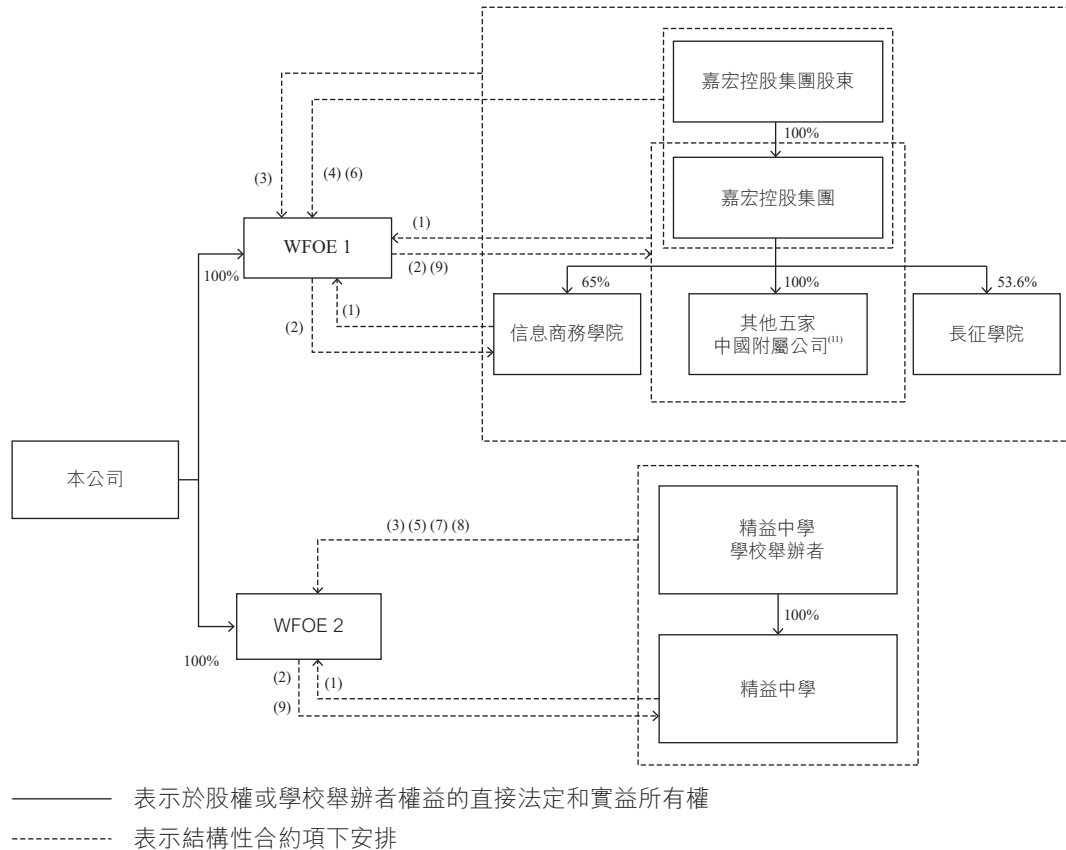 嘉宏控股集團股東
100%
(3)
(4) (6)
嘉宏控股集團
(1)
WFOE 1
(2) (9)
100%
65%
100%
53.6%
(1)
(2)
信息商務學院
其他五家
中國附屬公司(11)
長征學院
本公司
(3) (5) (7) (8)
精益中學
學校舉辦者
100%
WFOE 2
100%
(2)
(1)
(9)
精益中學
表示於股權或學校舉辦者權益的直接法定和實益所有權
表示結構性合約項下安排